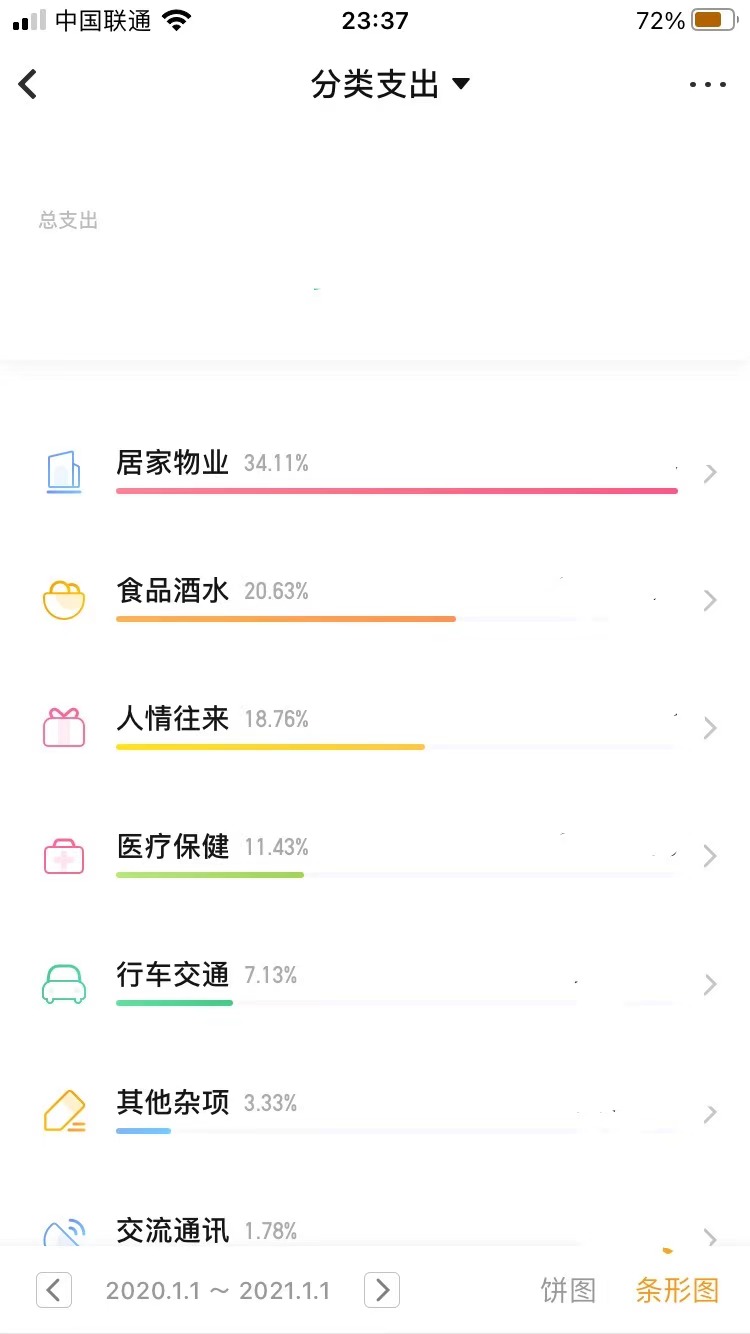 中国联通 23:37 72%
分类支出
总支出
居家物业 34.11%
食品酒水 20.63%
人情往来 18.76%
医疗保健 11.43%
行车交通 7.13%
其他杂项 3.33%
交流通讯 1.78%
2020.1.1 ～ 2021.1.1 饼图 条形图